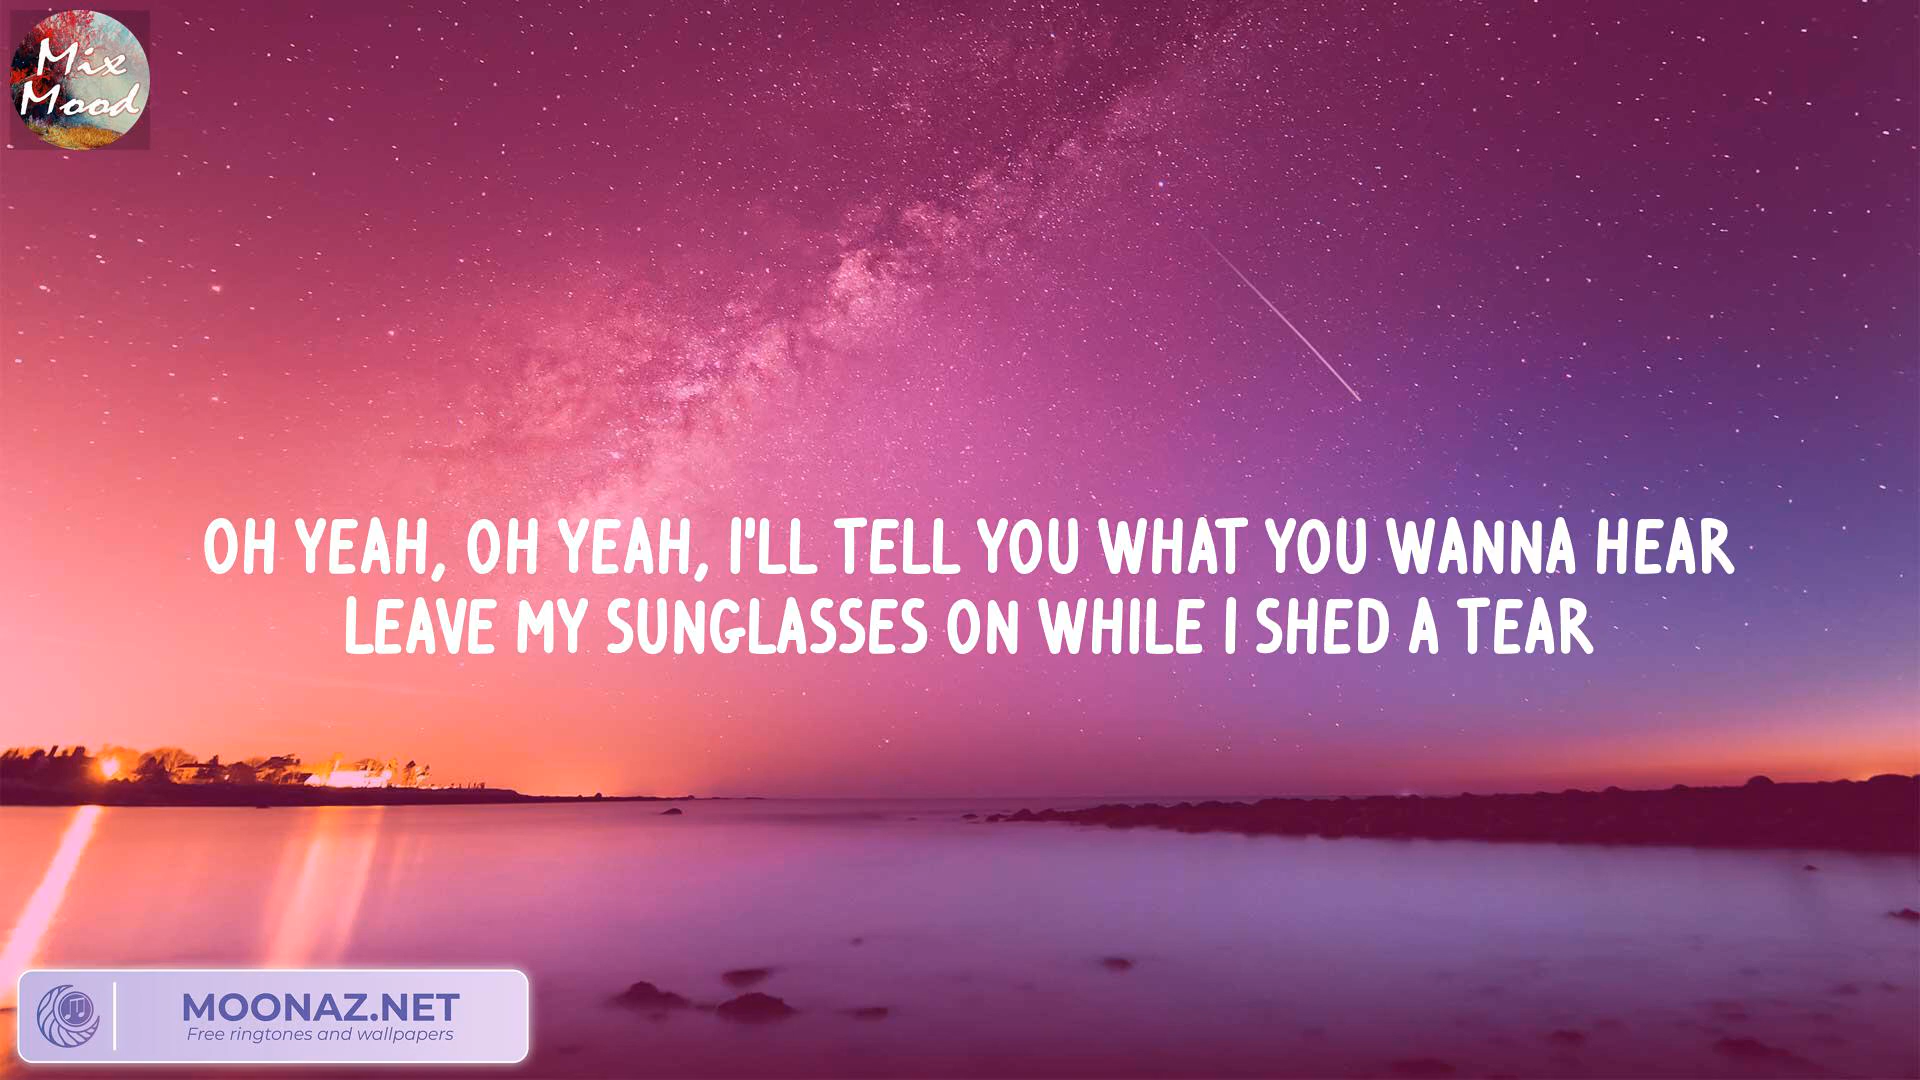 Mix
Mood
OH YEAH, OH YEAH, I'LL TELL YOU WHAT YOU WANNA HEAR
LEAVE MY SUNGLASSES ON WHILE I SHED A TEAR
MOONAZ.NET
Free ringtones and wallpapers